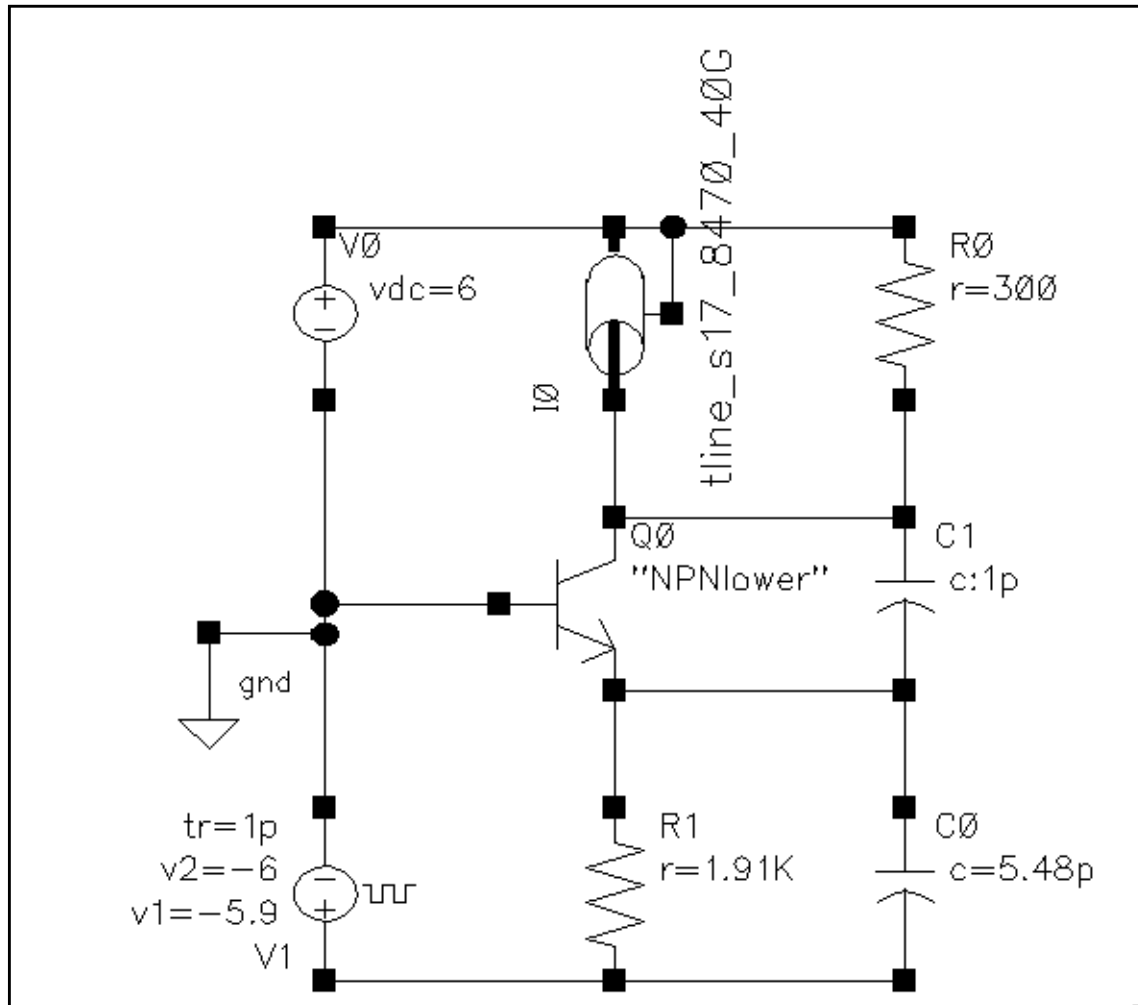 tline_s17_8470_40G
V0
vdc=6
R0
r=300
I0
Q0
"NPNlower"
C1
c:1p
gnd
tr=1p
v2=-6
v1=-5.9
V1
R1
r=1.91K
C0
c=5.48p